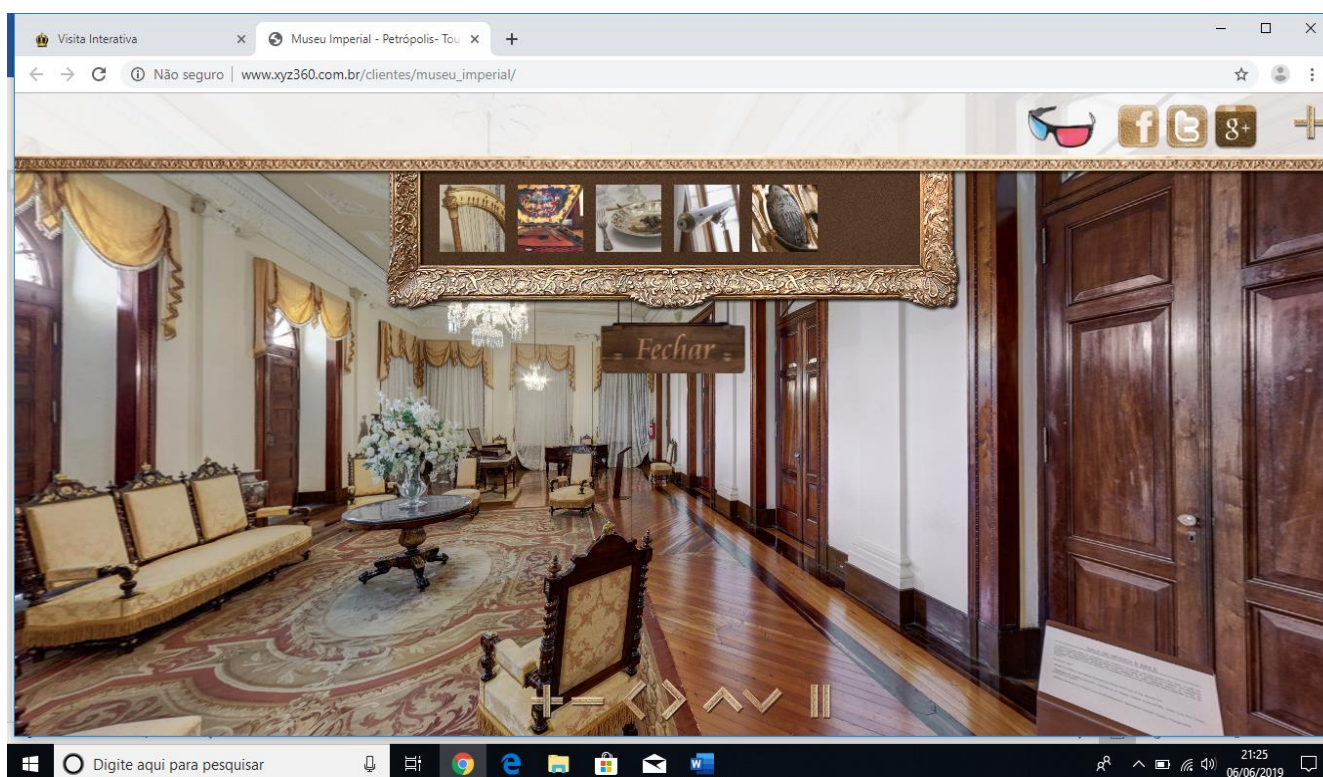 Visita Interativa
Museu Imperial - Petrópolis- Tou
Não seguro | www.xyz360.com.br/clientes/museu_imperial/
f
8+
Fechar
Digite aqui para pesquisar
21:25
06/06/2019